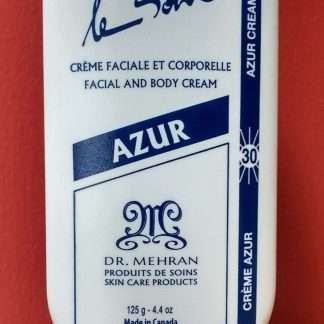 le
CRÈME FACIALE ET CORPORELLE
FACIAL AND BODY CREAM
AZUR
DR. MEHRAN
PRODUITS DE SOINS
SKIN CARE PRODUCTS
125 g - 4.4 oz
Made in Canada
AZUR CREAM
30
CRÈME AZUR